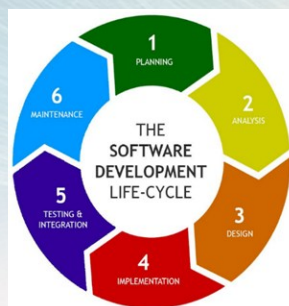 1
PLANNING
2
ANALYSIS
3
DESIGN
4
IMPLEMENTATION
5
TESTING &
INTEGRATION
6
MAINTENANCE
THE
SOFTWARE
DEVELOPMENT
LIFE-CYCLE